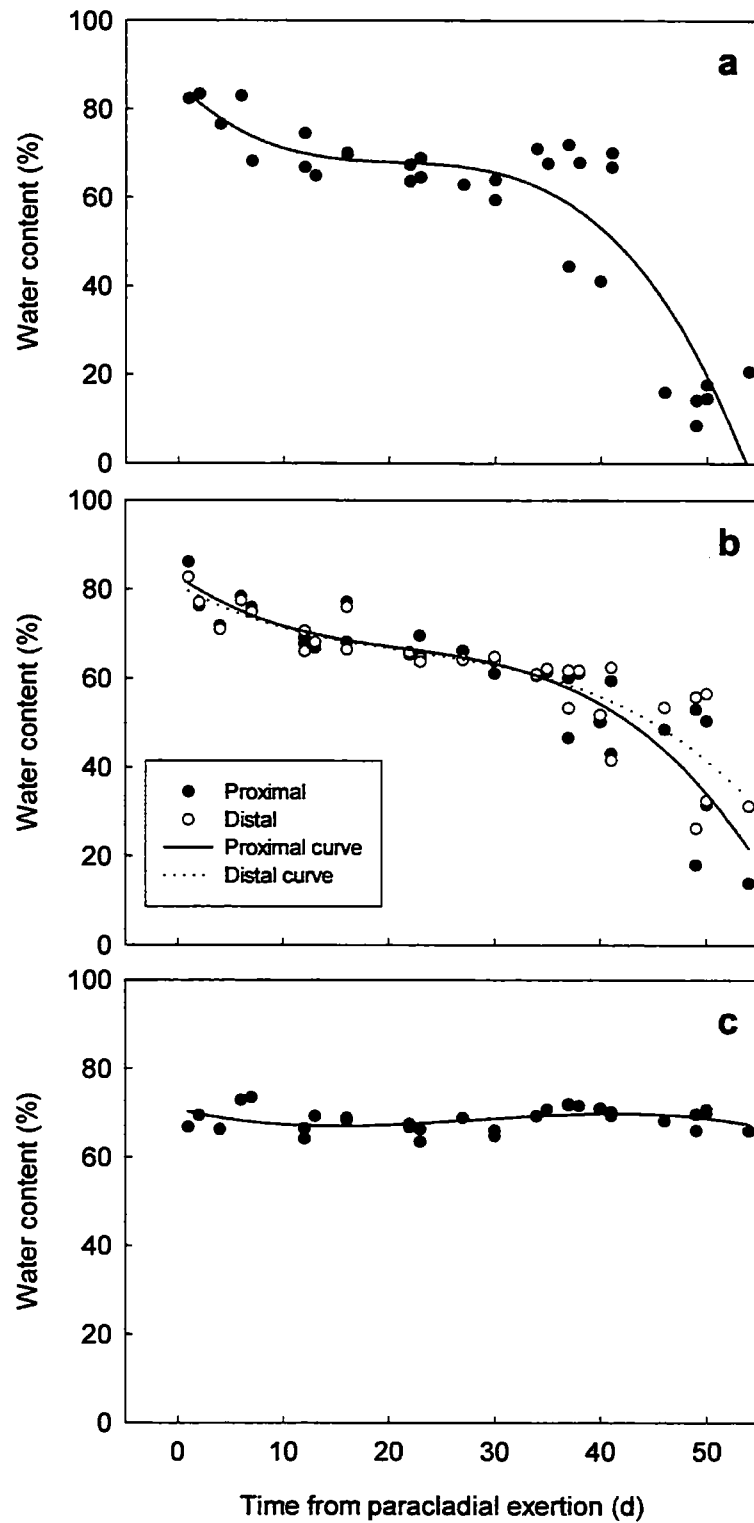 100
80
60
40
20
0
Water content (%)
a
100
80
60
40
20
0
Water content (%)
b
Proximal
Distal
Proximal curve
Distal curve
100
80
60
40
20
0
Water content (%)
c
0 10 20 30 40 50
Time from paracladial exertion (d)